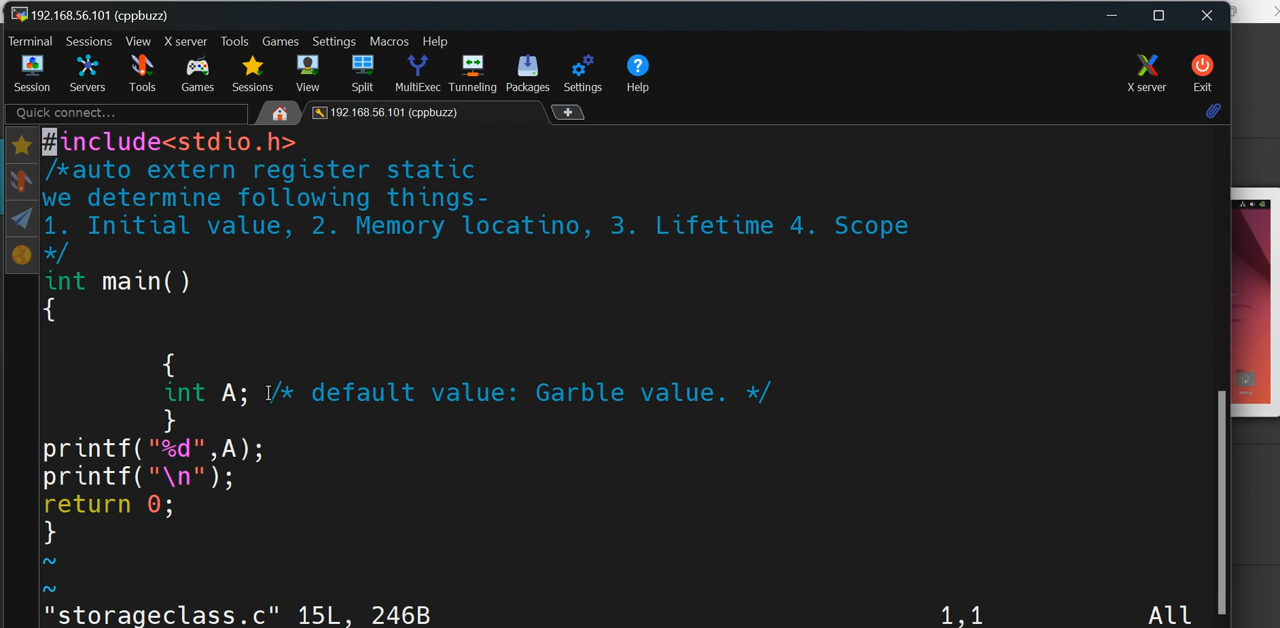 192.168.56.101 (cppbuzz)
Terminal Sessions View X server Tools Games Settings Macros Help
Session Servers Tools Games Sessions View Split MultiExec Tunneling Packages Settings Help X server Exit
Quick connect... 192.168.56.101 (cppbuzz)
#include<stdio.h>
/*auto extern register static
we determine following things-
1. Initial value, 2. Memory locatino, 3. Lifetime 4. Scope
*/
int main()
{
{
int A; /* default value: Garble value. */
}
printf("%d",A);
printf("\n");
return 0;
}
~
~
"storageclass.c" 15L, 246B 1,1 All